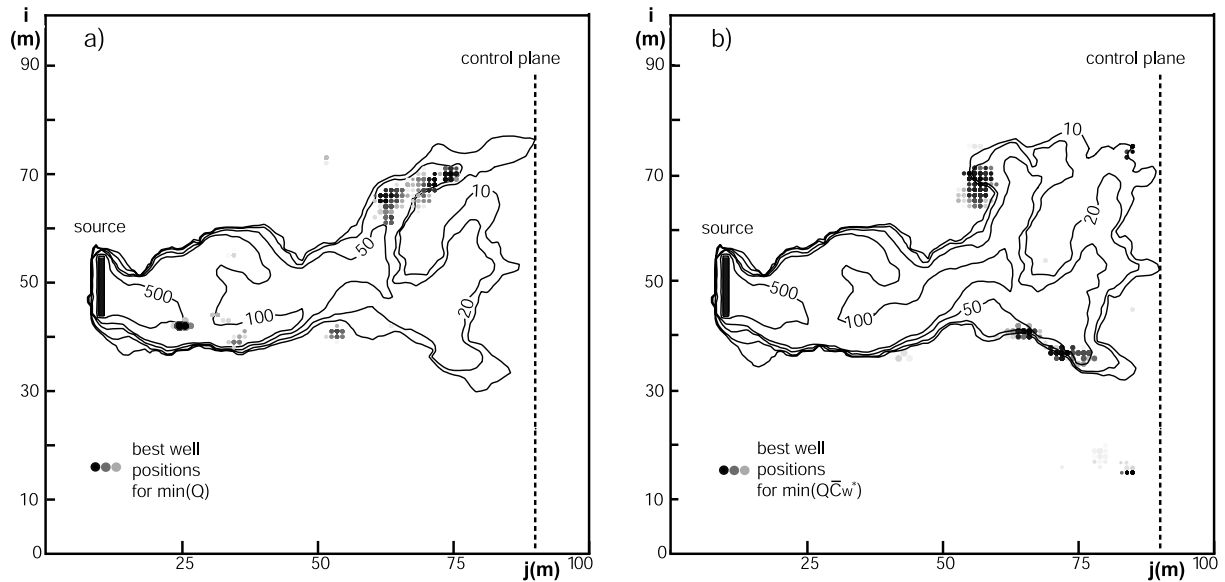 i
(m)
a)
control plane
90
70
source
50
500
100
50
10
20
30
best well
positions
for min(Q)
10
0
25
50
75
100
j(m)
i
(m)
b)
control plane
90
10
70
source
20
50
500
100
50
30
best well
positions
for min(QC̅w*)
10
0
25
50
75
100
j(m)